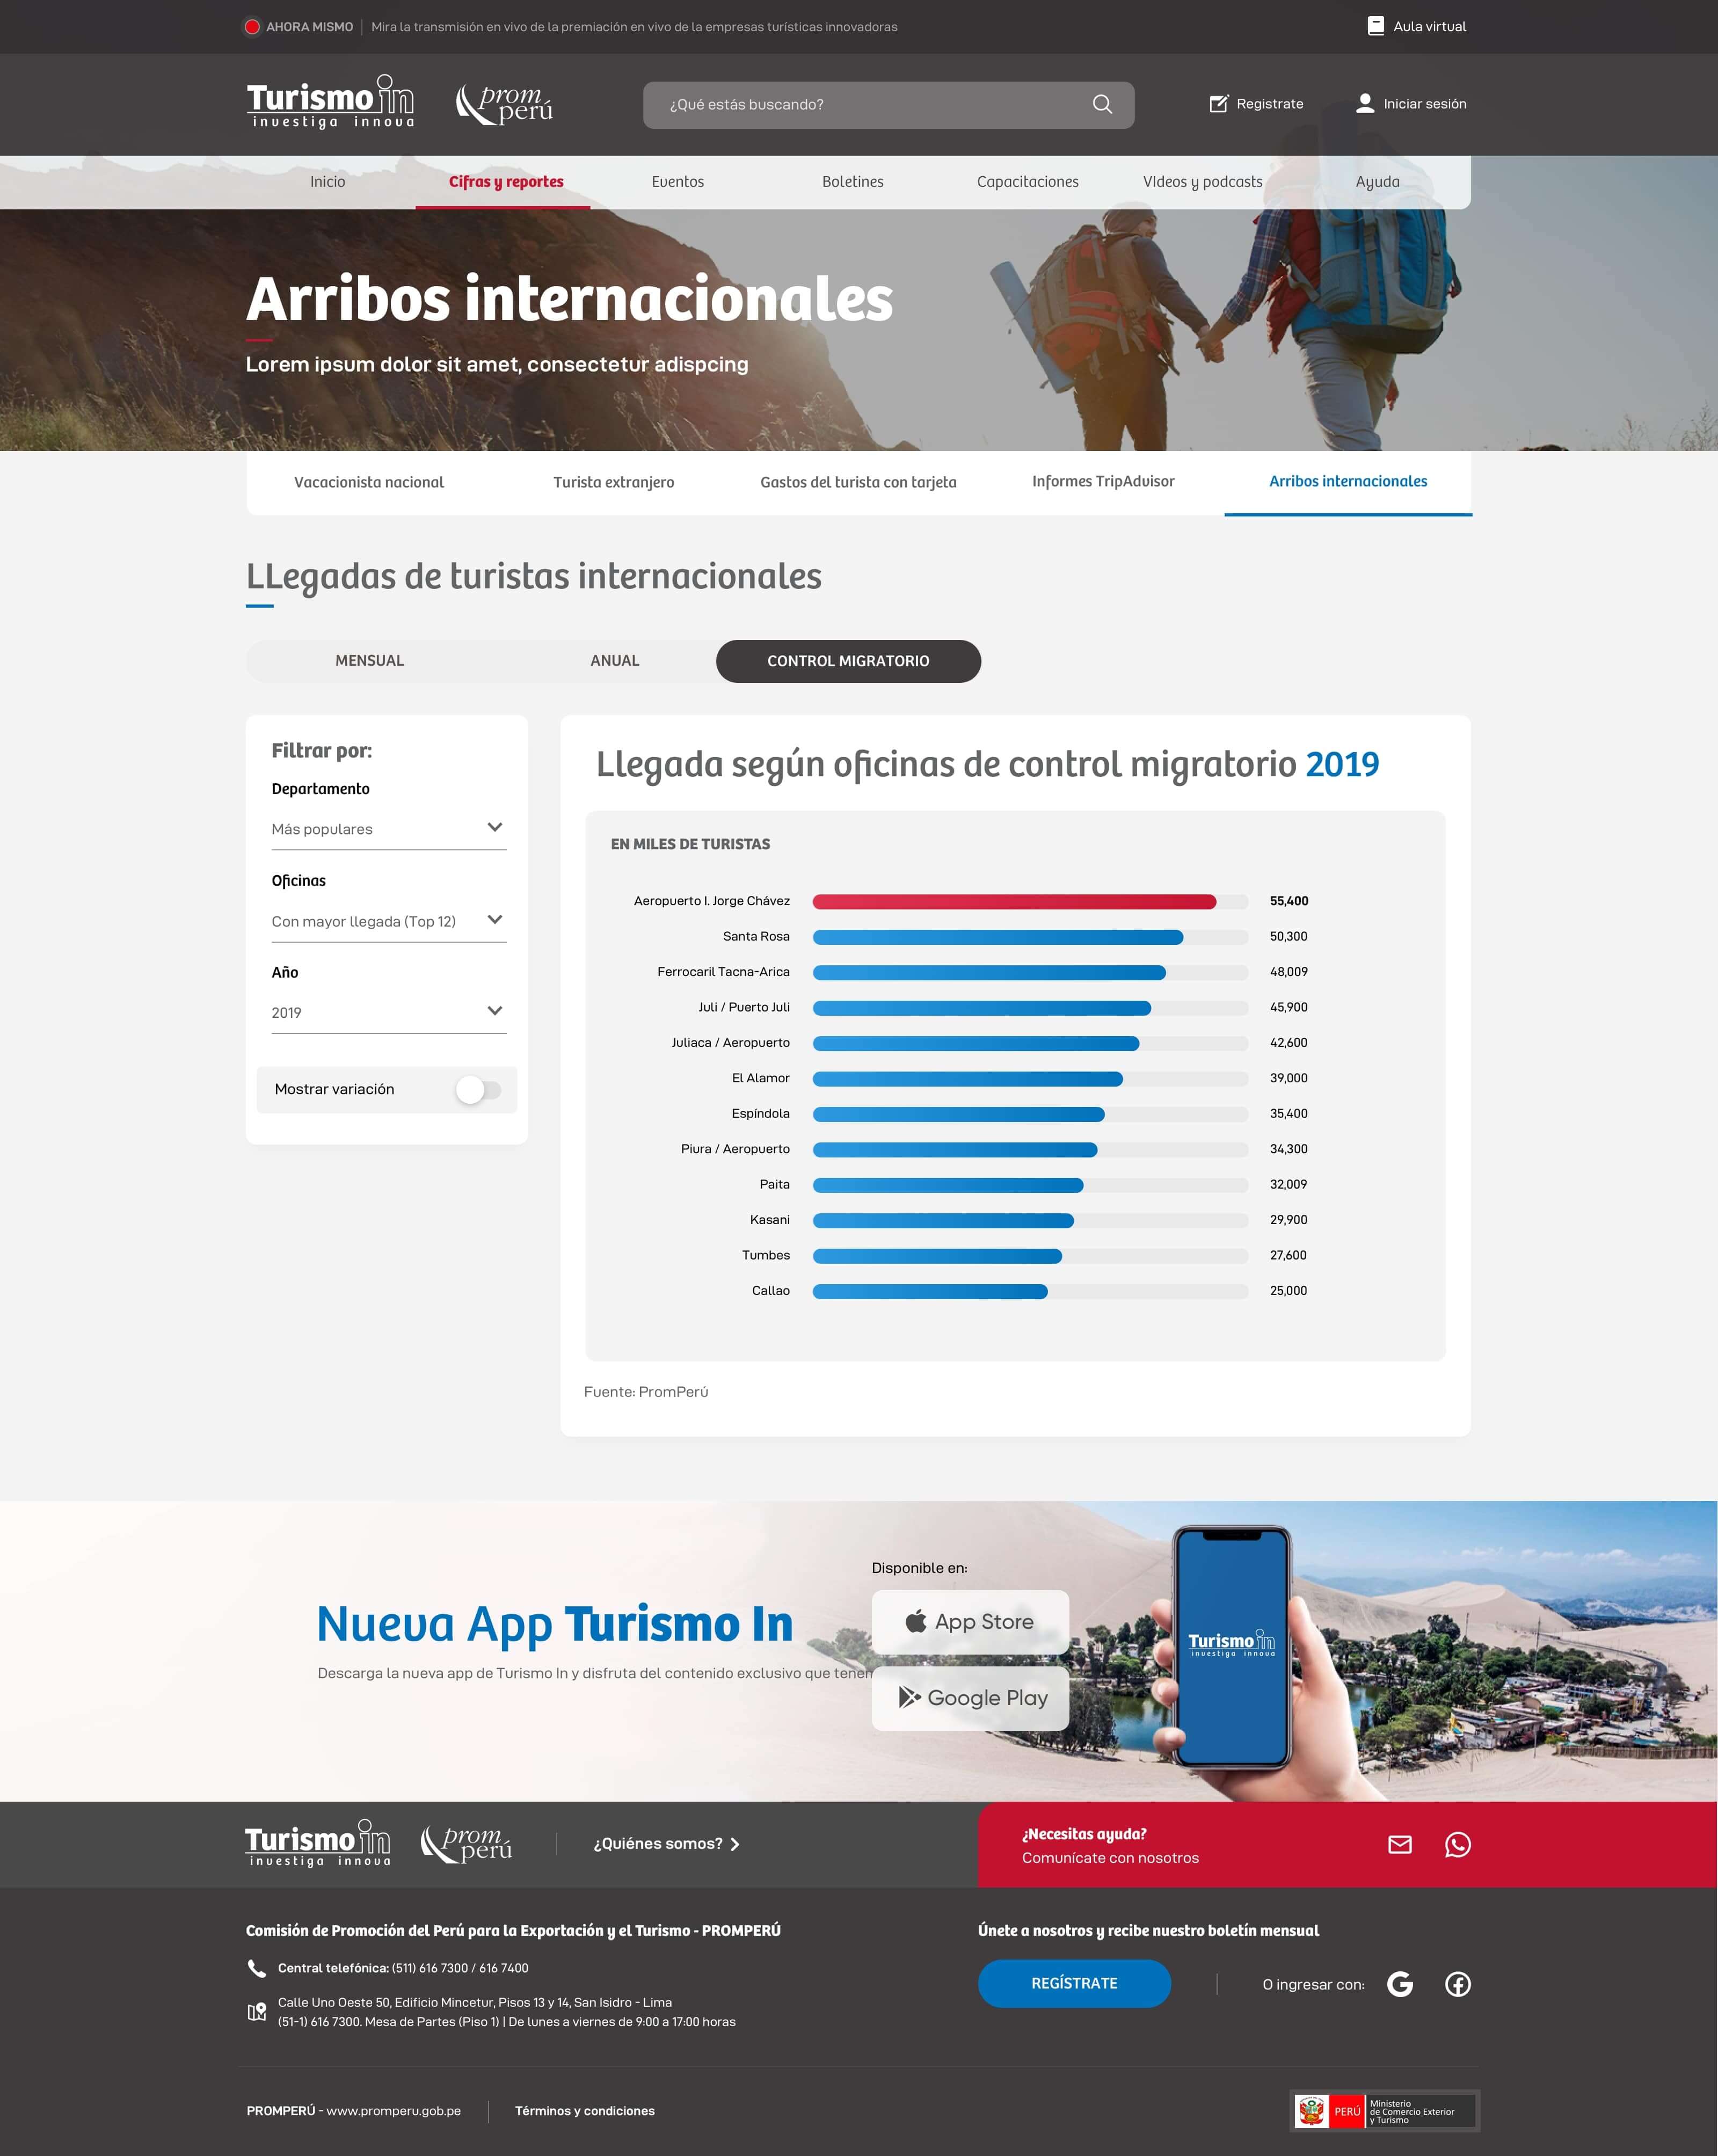 AHORA MISMO | Mira la transmisión en vivo de la premiación en vivo de la empresas turísticas innovadoras
Aula virtual
Turismo in
investiga innova
prom perú
¿Qué estás buscando?
Registrate
Iniciar sesión
Inicio
Cifras y reportes
Eventos
Boletines
Capacitaciones
VIdeos y podcasts
Ayuda
Arribos internacionales
Lorem ipsum dolor sit amet, consectetur adispcing
Vacacionista nacional
Turista extranjero
Gastos del turista con tarjeta
Informes TripAdvisor
Arribos internacionales
LLegadas de turistas internacionales
MENSUAL
ANUAL
CONTROL MIGRATORIO
Filtrar por:
Departamento
Más populares
Oficinas
Con mayor llegada (Top 12)
Año
2019
Mostrar variación
Llegada según oficinas de control migratorio 2019
EN MILES DE TURISTAS
Aeropuerto I. Jorge Chávez 55,400
Santa Rosa 50,300
Ferrocaril Tacna-Arica 48,009
Juli / Puerto Juli 45,900
Juliaca / Aeropuerto 42,600
El Alamor 39,000
Espíndola 35,400
Piura / Aeropuerto 34,300
Paita 32,009
Kasani 29,900
Tumbes 27,600
Callao 25,000
Fuente: PromPerú
Nueva App Turismo In
Descarga la nueva app de Turismo In y disfruta del contenido exclusivo que tenen
Disponible en:
App Store
Google Play
Turismo in
investiga innova
Turismo in
investiga innova
prom perú
¿Quiénes somos?
¿Necesitas ayuda?
Comunícate con nosotros
Comisión de Promoción del Perú para la Exportación y el Turismo - PROMPERÚ
Central telefónica: (511) 616 7300 / 616 7400
Calle Uno Oeste 50, Edificio Mincetur, Pisos 13 y 14, San Isidro - Lima
(51-1) 616 7300. Mesa de Partes (Piso 1) | De lunes a viernes de 9:00 a 17:00 horas
Únete a nosotros y recibe nuestro boletín mensual
REGÍSTRATE
O ingresar con:
PROMPERÚ - www.promperu.gob.pe
Términos y condiciones
PERÚ
Ministerio
de Comercio Exterior
y Turismo